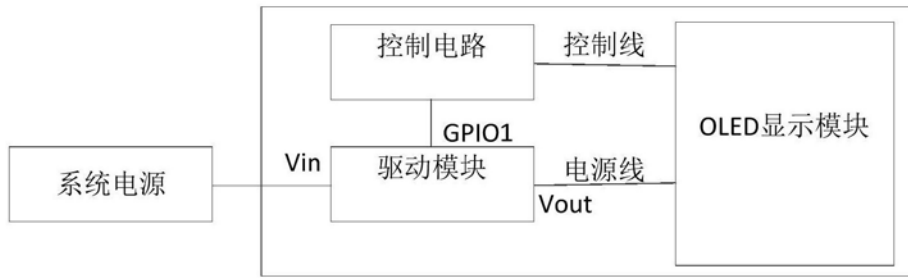 控制电路
控制线
OLED显示模块
GPIO1
Vin
驱动模块
电源线
系统电源
Vout